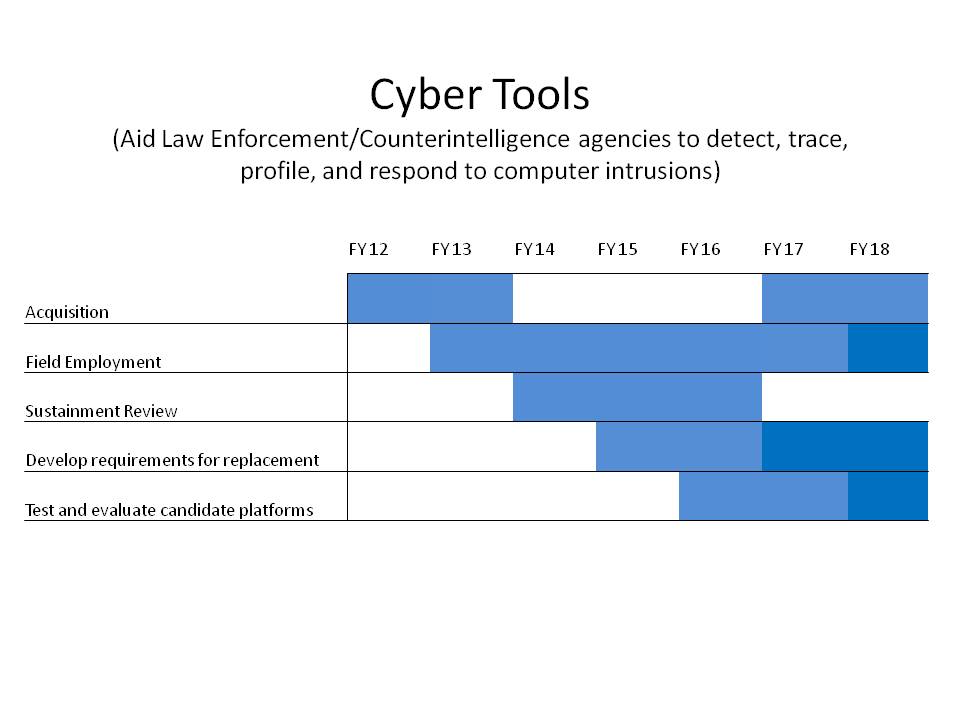 Cyber Tools
(Aid Law Enforcement/Counterintelligence agencies to detect, trace,
profile, and respond to computer intrusions)
FY12 FY13 FY14 FY15 FY16 FY17 FY18
Acquisition
Field Employment
Sustainment Review
Develop requirements for replacement
Test and evaluate candidate platforms